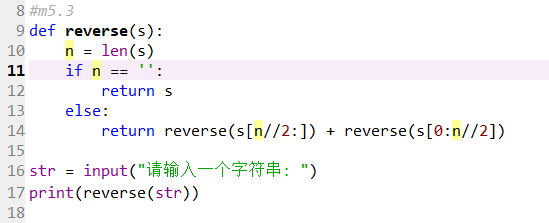 8 #m5.3
9 def reverse(s):
10     n = len(s)
11     if n == '':
12         return s
13     else:
14         return reverse(s[n//2:]) + reverse(s[0:n//2])
15
16 str = input("请输入一个字符串: ")
17 print(reverse(str))
18